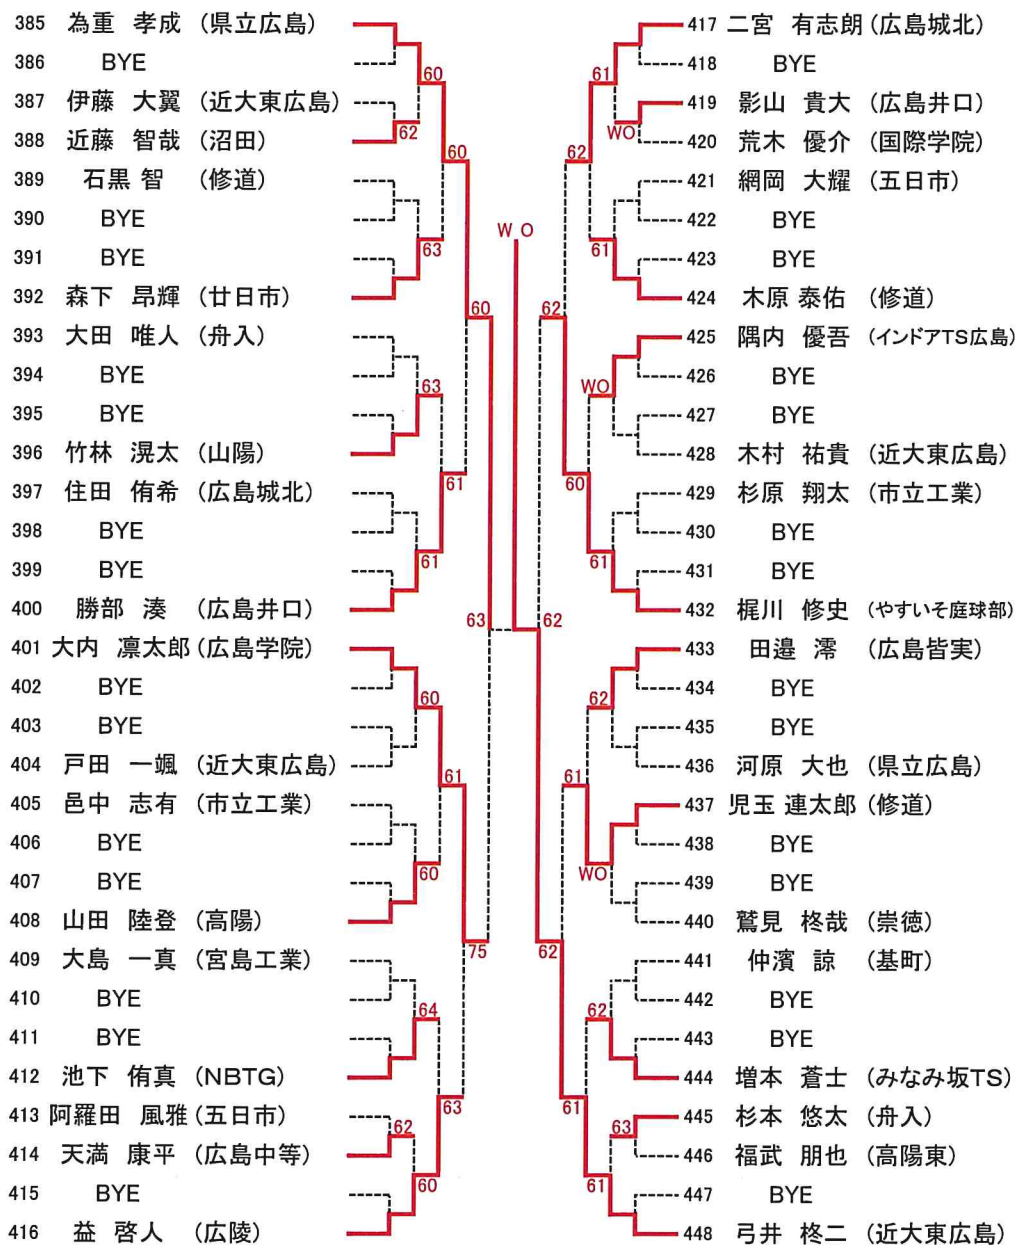 385 為重 孝成 (県立広島)
386 BYE
60
387 伊藤 大翼 (近大東広島)
62
388 近藤 智哉 (沼田)
60
389 石黒 智 (修道)
390 BYE
63
391 BYE
392 森下 昂輝 (廿日市)
60
393 大田 唯人 (舟入)
394 BYE
63
395 BYE
396 竹林 滉太 (山陽)
61
397 住田 侑希 (広島城北)
398 BYE
61
399 BYE
400 勝部 湊 (広島井口)
63
401 大内 凛太郎 (広島学院)
402 BYE
60
403 BYE
404 戸田 一颯 (近大東広島)
61
405 邑中 志有 (市立工業)
406 BYE
60
407 BYE
408 山田 陸登 (高陽)
75
409 大島 一真 (宮島工業)
410 BYE
64
411 BYE
412 池下 侑真 (NBTG)
63
413 阿羅田 風雅 (五日市)
62
414 天満 康平 (広島中等)
60
415 BYE
416 益 啓人 (広陵)
WO
417 二宮 有志朗 (広島城北)
418 BYE
61
419 影山 貴大 (広島井口)
WO
420 荒木 優介 (国際学院)
62
421 網岡 大耀 (五日市)
422 BYE
61
423 BYE
424 木原 泰佑 (修道)
62
425 隅内 優吾 (インドアTS広島)
426 BYE
WO
427 BYE
428 木村 祐貴 (近大東広島)
60
429 杉原 翔太 (市立工業)
430 BYE
61
431 BYE
432 梶川 修史 (やすいそ庭球部)
62
433 田邉 澪 (広島皆実)
434 BYE
62
435 BYE
436 河原 大也 (県立広島)
61
437 児玉 連太郎 (修道)
438 BYE
WO
439 BYE
440 鷲見 柊哉 (崇徳)
62
441 仲濱 諒 (基町)
442 BYE
62
443 BYE
444 増本 蒼士 (みなみ坂TS)
61
445 杉本 悠太 (舟入)
63
446 福武 朋也 (高陽東)
61
447 BYE
448 弓井 柊二 (近大東広島)